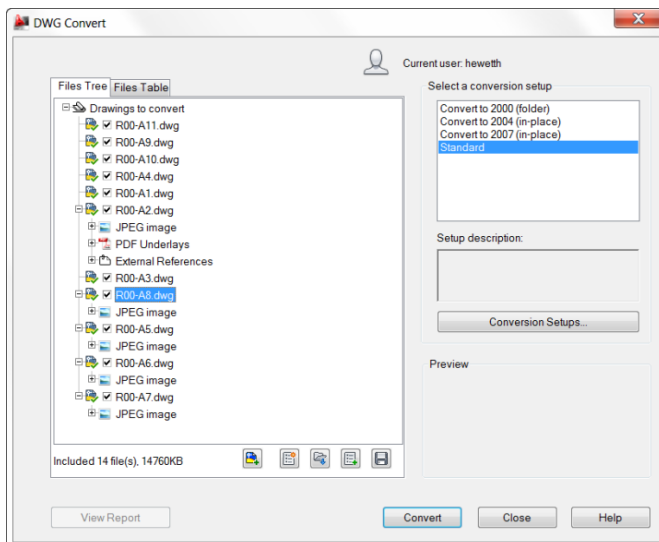 DWG Convert
Current user: hewetth
Files Tree
Files Table
Drawings to convert
R00-A11.dwg
R00-A9.dwg
R00-A10.dwg
R00-A4.dwg
R00-A1.dwg
R00-A2.dwg
JPEG image
PDF Underlays
External References
R00-A3.dwg
R00-A8.dwg
JPEG image
R00-A5.dwg
JPEG image
R00-A6.dwg
JPEG image
R00-A7.dwg
JPEG image
Included 14 file(s), 14760KB
Select a conversion setup
Convert to 2000 (folder)
Convert to 2004 (in-place)
Convert to 2007 (in-place)
Standard
Setup description:
Conversion Setups...
Preview
View Report
Convert
Close
Help